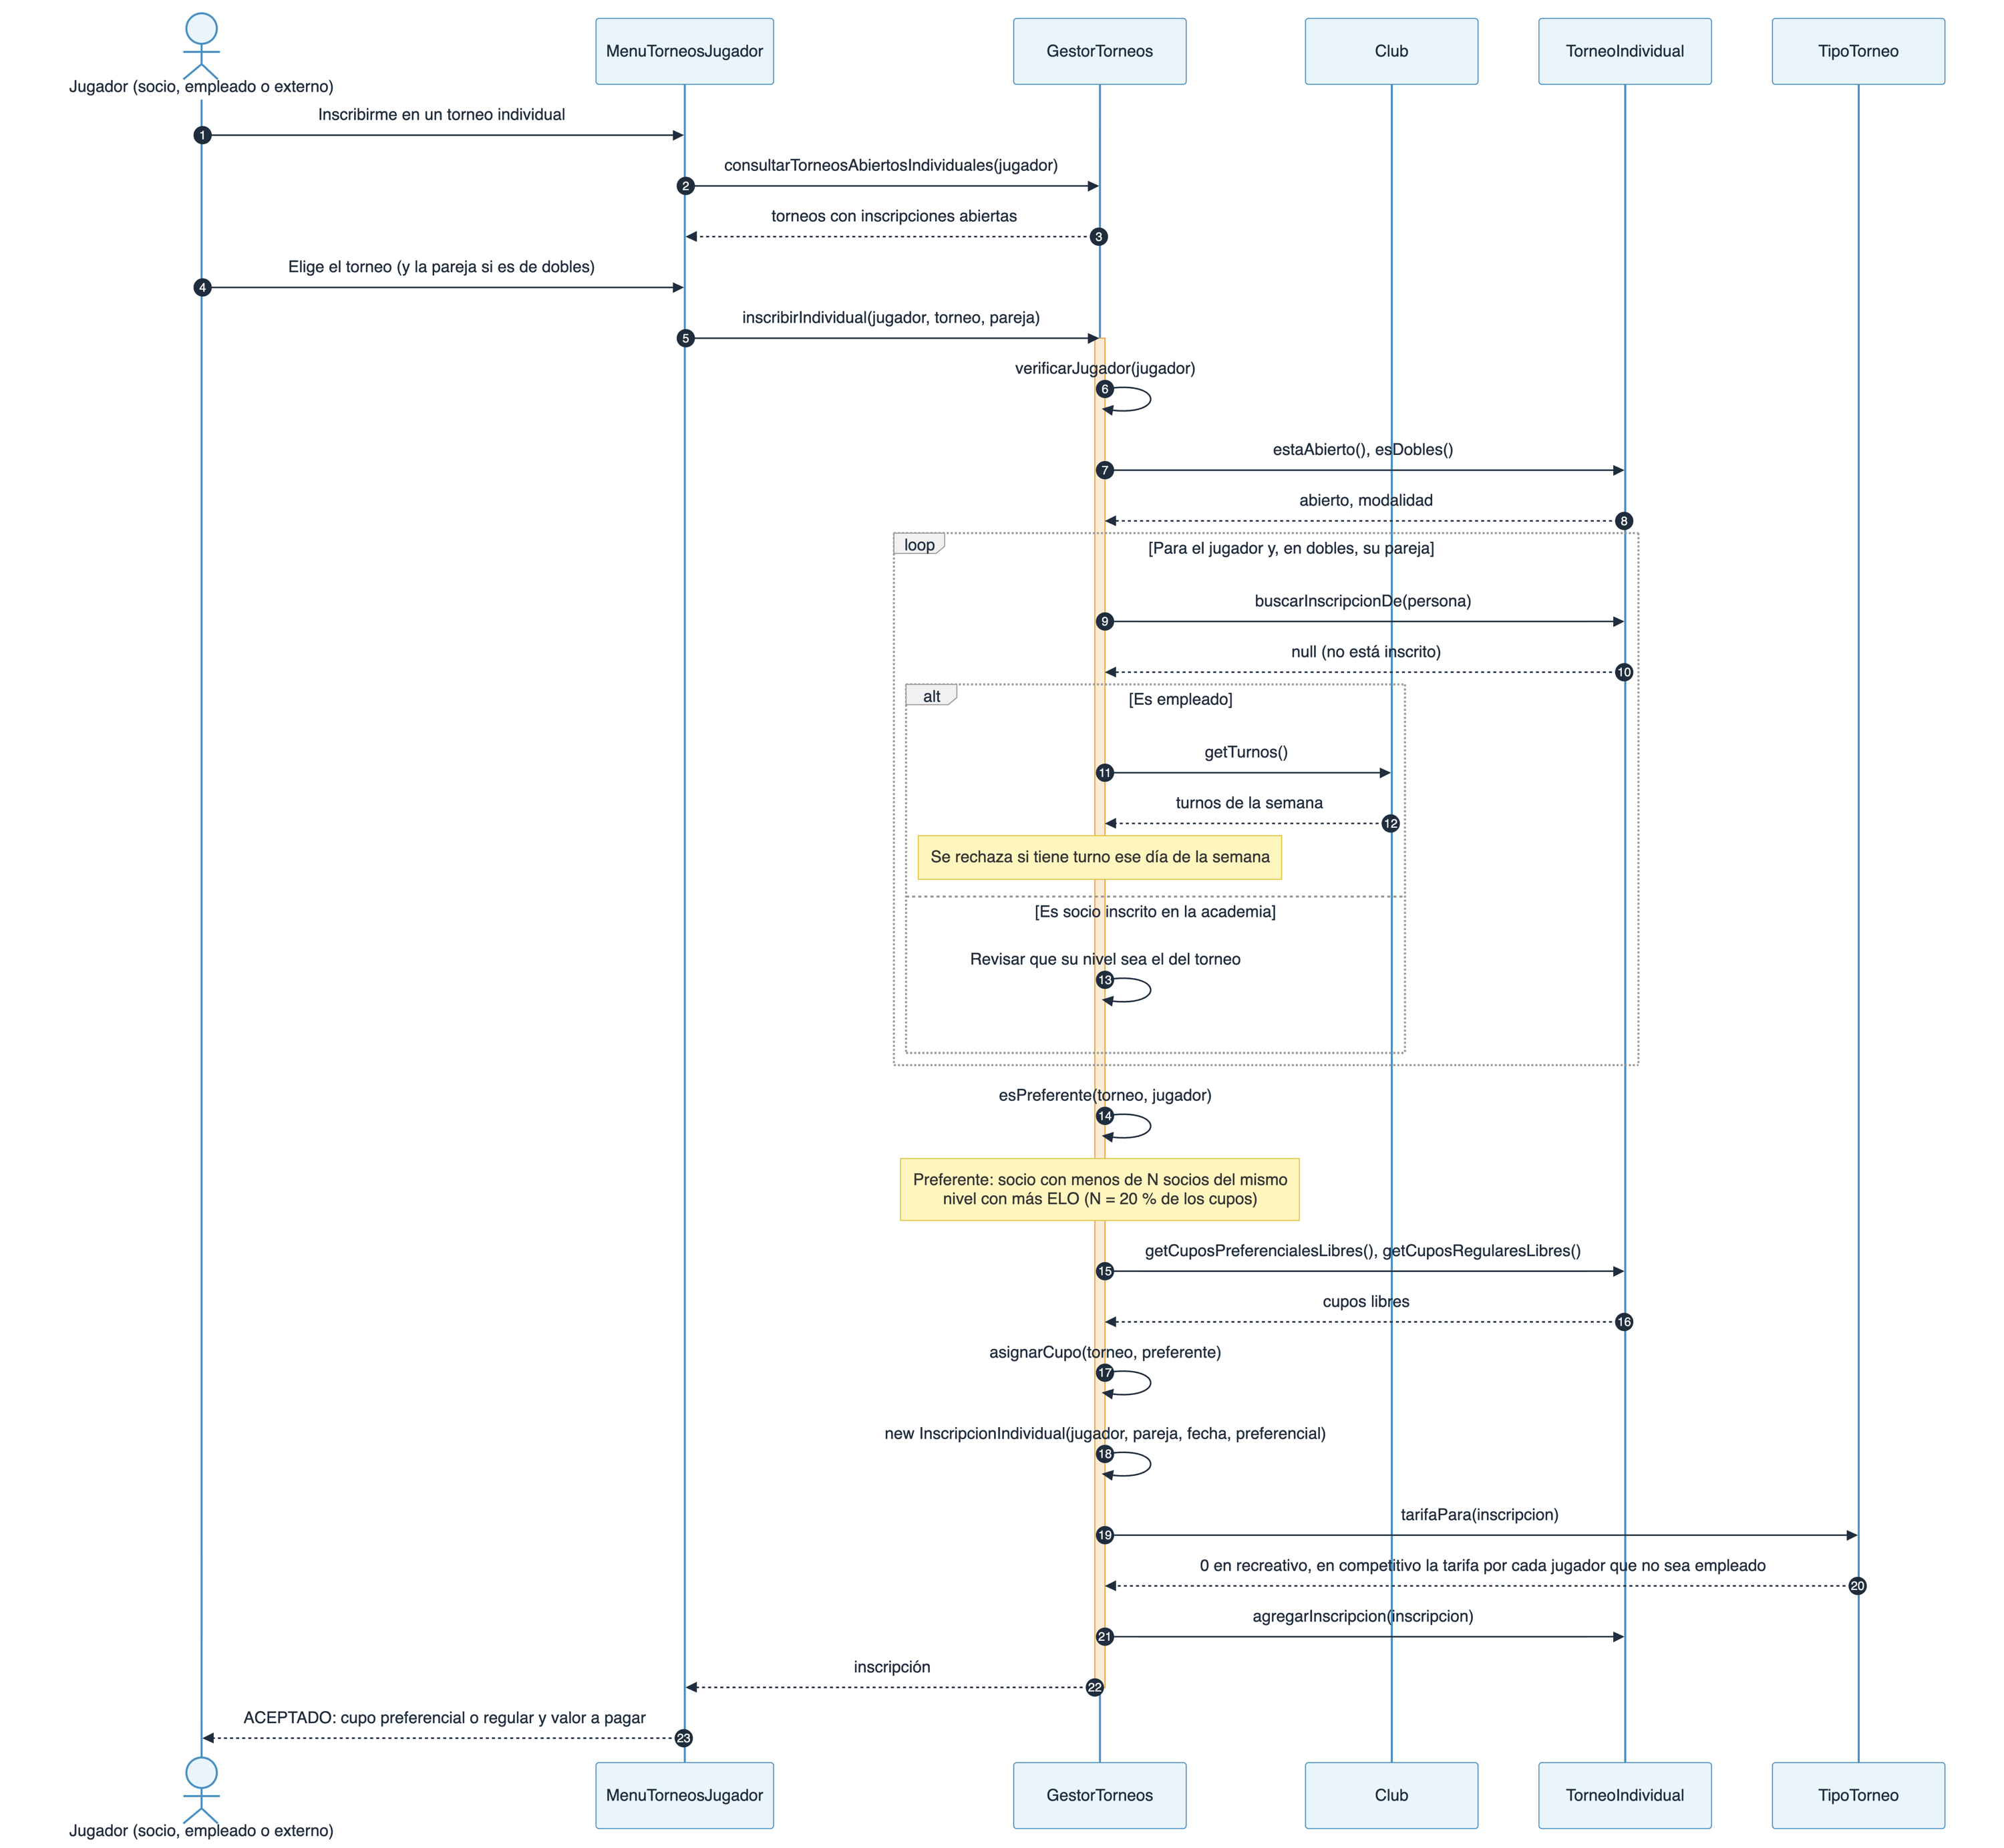 Jugador (socio, empleado o externo)
MenuTorneosJugador
GestorTorneos
Club
TorneoIndividual
TipoTorneo
1
Inscribirme en un torneo individual
2
consultarTorneosAbiertosIndividuales(jugador)
torneos con inscripciones abiertas
3
4
Elige el torneo (y la pareja si es de dobles)
5
inscribirIndividual(jugador, torneo, pareja)
verificarJugador(jugador)
6
estaAbierto(), esDobles()
7
abierto, modalidad
8
loop
[Para el jugador y, en dobles, su pareja]
buscarInscripcionDe(persona)
9
null (no está inscrito)
10
alt
[Es empleado]
getTurnos()
11
turnos de la semana
12
Se rechaza si tiene turno ese día de la semana
[Es socio inscrito en la academia]
Revisar que su nivel sea el del torneo
13
esPreferente(torneo, jugador)
14
Preferente: socio con menos de N socios del mismo
nivel con más ELO (N = 20 % de los cupos)
getCuposPreferencialesLibres(), getCuposRegularesLibres()
15
cupos libres
16
asignarCupo(torneo, preferente)
17
new InscripcionIndividual(jugador, pareja, fecha, preferencial)
18
tarifaPara(inscripcion)
19
0 en recreativo, en competitivo la tarifa por cada jugador que no sea empleado
20
agregarInscripcion(inscripcion)
21
inscripción
22
ACEPTADO: cupo preferencial o regular y valor a pagar
23
Jugador (socio, empleado o externo)
MenuTorneosJugador
GestorTorneos
Club
TorneoIndividual
TipoTorneo